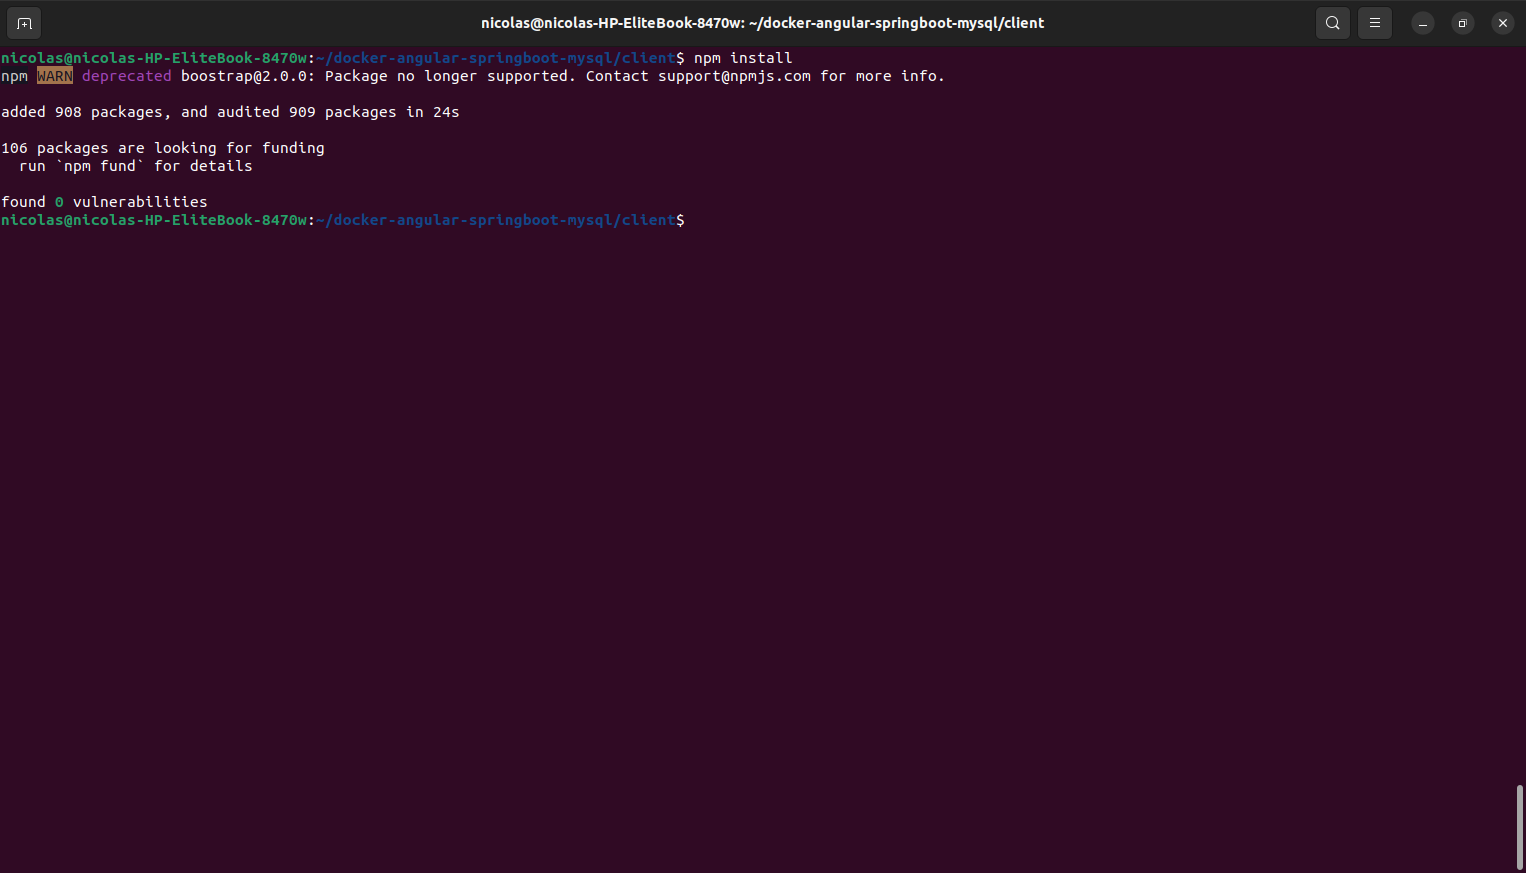 nicolas@nicolas-HP-EliteBook-8470w: ~/docker-angular-springboot-mysql/client
nicolas@nicolas-HP-EliteBook-8470w:~/docker-angular-springboot-mysql/client$ npm install
npm WARN deprecated boostrap@2.0.0: Package no longer supported. Contact support@npmjs.com for more info.
added 908 packages, and audited 909 packages in 24s
106 packages are looking for funding
run `npm fund` for details
found 0 vulnerabilities
nicolas@nicolas-HP-EliteBook-8470w:~/docker-angular-springboot-mysql/client$